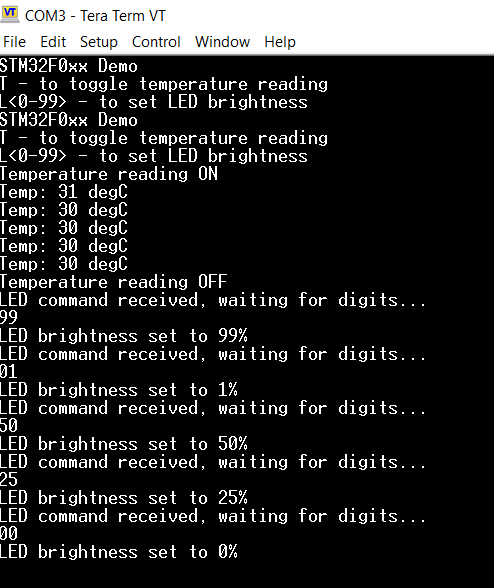 VT
COM3 - Tera Term VT
File Edit Setup Control Window Help
STM32F0xx Demo
T - to toggle temperature reading
L<0-99> - to set LED brightness
STM32F0xx Demo
T - to toggle temperature reading
L<0-99> - to set LED brightness
Temperature reading ON
Temp: 31 degC
Temp: 30 degC
Temp: 30 degC
Temp: 30 degC
Temp: 30 degC
Temperature reading OFF
LED command received, waiting for digits...
99
LED brightness set to 99%
LED command received, waiting for digits...
01
LED brightness set to 1%
LED command received, waiting for digits...
50
LED brightness set to 50%
LED command received, waiting for digits...
25
LED brightness set to 25%
LED command received, waiting for digits...
00
LED brightness set to 0%